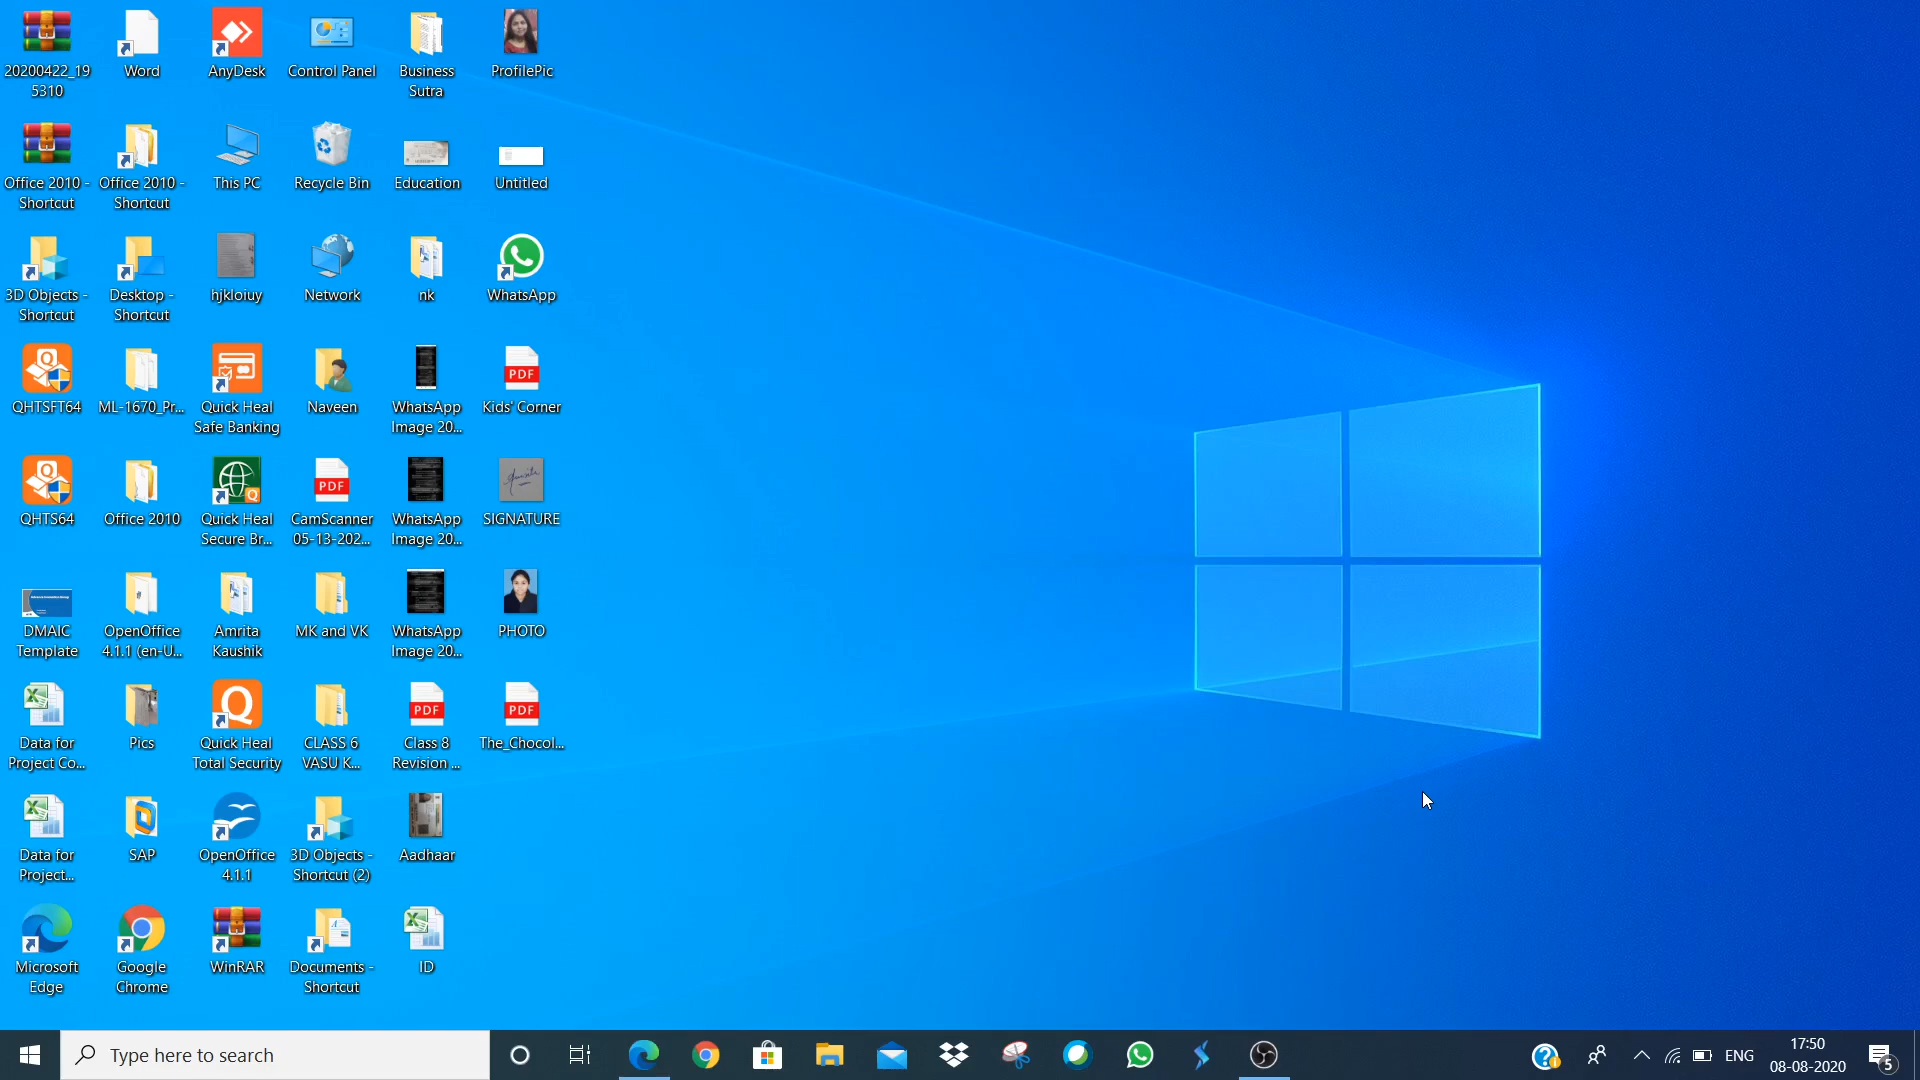 20200422_19
5310
Word
AnyDesk
Control Panel
Business
Sutra
ProfilePic
Office 2010 -
Shortcut
Office 2010 -
Shortcut
This PC
Recycle Bin
Education
Untitled
3D Objects -
Shortcut
Desktop -
Shortcut
hjkloiuy
Network
nk
WhatsApp
QHTSFT64
ML-1670_Pr...
Quick Heal
Safe Banking
Naveen
WhatsApp
Image 20...
PDF
Kids' Corner
QHTS64
Office 2010
Quick Heal
Secure Br...
PDF
CamScanner
05-13-202...
WhatsApp
Image 20...
SIGNATURE
DMAIC
Template
OpenOffice
4.1.1 (en-U...
Amrita
Kaushik
MK and VK
WhatsApp
Image 20...
PHOTO
Data for
Project Co...
Pics
Quick Heal
Total Security
CLASS 6
VASU K...
PDF
Class 8
Revision ...
PDF
The_Chocol...
Data for
Project...
SAP
OpenOffice
4.1.1
3D Objects -
Shortcut (2)
Aadhaar
Microsoft
Edge
Google
Chrome
WinRAR
Documents -
Shortcut
ID
Type here to search
ENG
17:50
08-08-2020
5